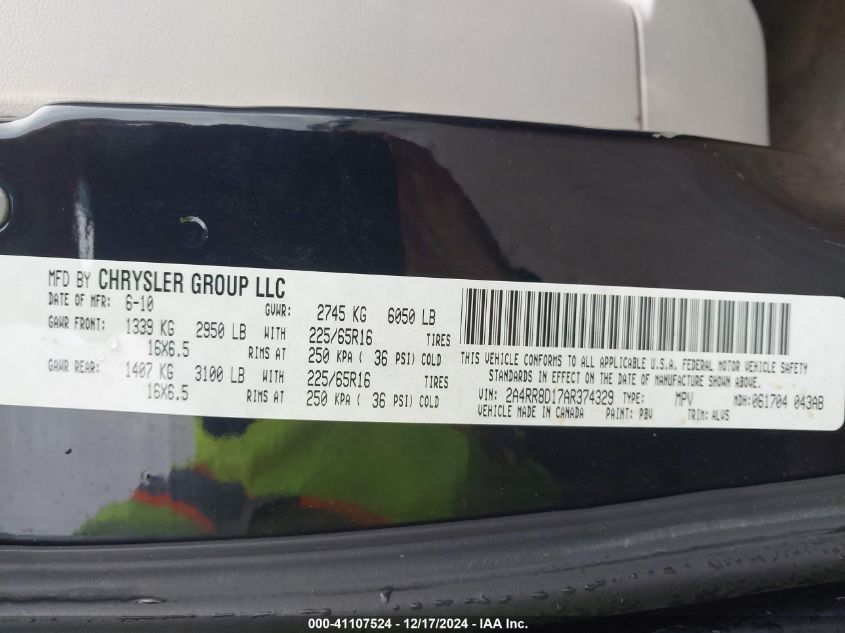 MFD BY CHRYSLER GROUP LLC
DATE OF MFR: 6-10 GVWR: 2745 KG 6050 LB
GAWR FRONT: 1339 KG 2950 LB WITH 225/65R16 TIRES
16X6.5 RIMS AT 250 KPA ( 36 PSI) COLD
GAWR REAR: 1407 KG 3100 LB WITH 225/65R16 TIRES
16X6.5 RIMS AT 250 KPA ( 36 PSI) COLD
THIS VEHICLE CONFORMS TO ALL APPLICABLE U.S.A. FEDERAL MOTOR VEHICLE SAFETY
STANDARDS IN EFFECT ON THE DATE OF MANUFACTURE SHOWN ABOVE.
VIN: 2A4RR8D17AR374329 TYPE: MPV MDH: 061704 043AB
VEHICLE MADE IN CANADA PAINT: PBV TRIM: ALVS
000-41107524 - 12/17/2024 - IAA Inc.